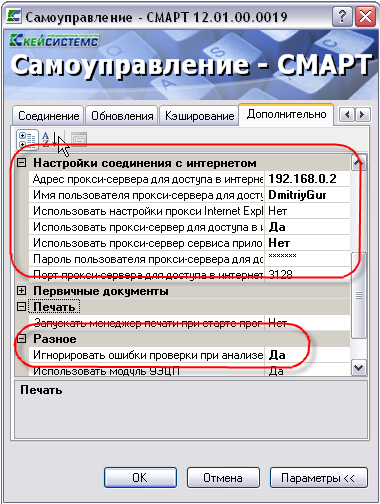 Самоуправление - СМАРТ 12.01.00.0019
КЕЙСИСТЕМС
Самоуправление - СМАРТ
Соединение Обновления Кэширование Дополнительно
Настройки соединения с интернетом
Адрес прокси-сервера для доступа в интерне 192.168.0.2
Имя пользователя прокси-сервера для доступ DmitriyGur
Использовать настройки прокси Internet Expl Нет
Использовать прокси-сервер для доступа в и Да
Использовать прокси-сервер сервиса прило Нет
Пароль пользователя прокси-сервера для до *******
Порт прокси-сервера для доступа в интернет 3128
Первичные документы
Печать
Запускать менеджер печати при старте прог Нет
Разное
Игнорировать ошибки проверки при анализе Да
Использовать модуль УЭЦП Да
Печать
OK Отмена Параметры <<